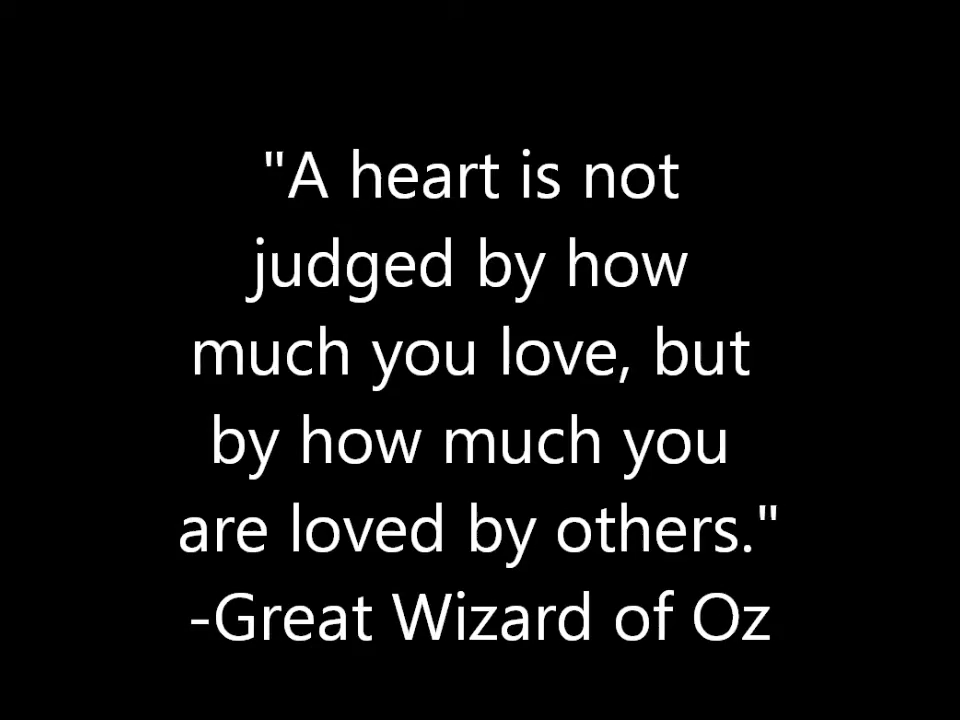 "A heart is not
judged by how
much you love, but
by how much you
are loved by others."
-Great Wizard of Oz